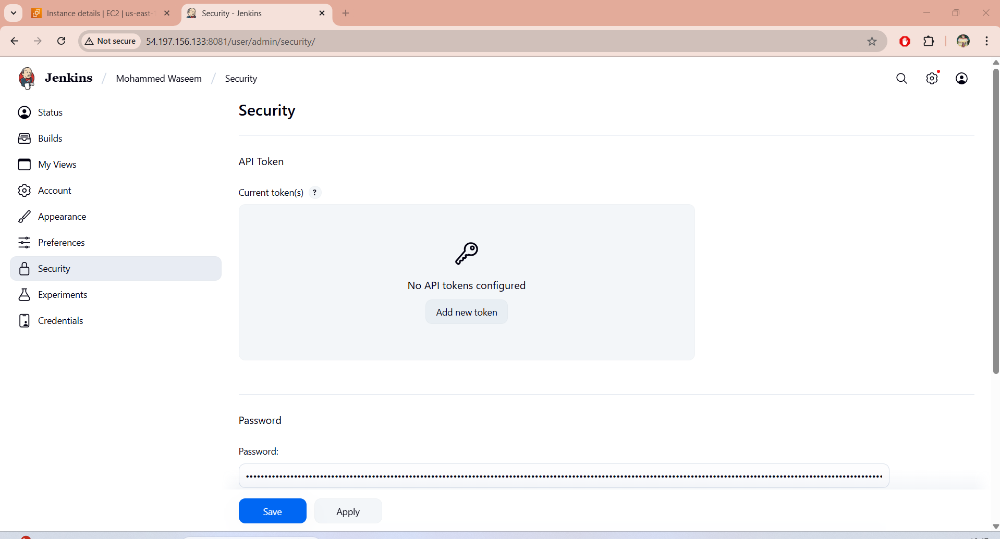 Instance details | EC2 | us-east-
Security - Jenkins
Not secure
54.197.156.133:8081/user/admin/security/
Jenkins / Mohammed Waseem / Security
Status
Builds
My Views
Account
Appearance
Preferences
Security
Experiments
Credentials
Security
API Token
Current token(s) ?
No API tokens configured
Add new token
Password
Password:
Save
Apply